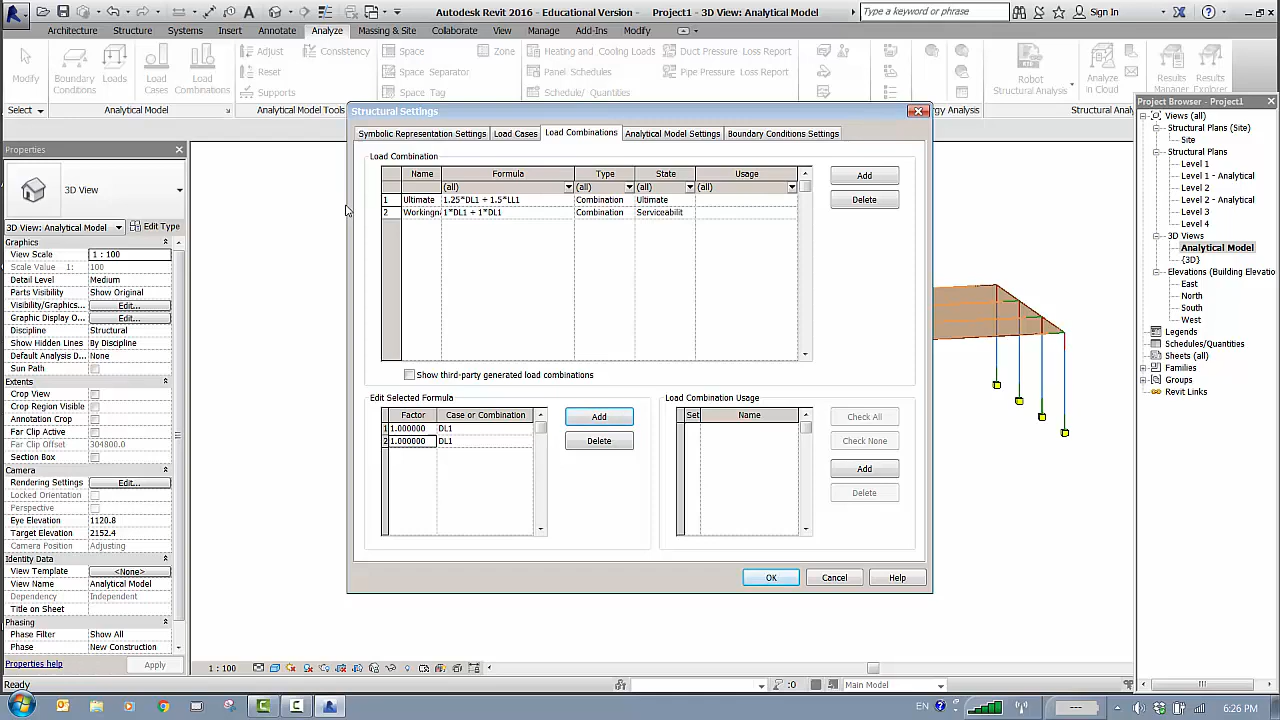 Autodesk Revit 2016 - Educational Version - Project1 - 3D View: Analytical Model
Type a keyword or phrase
Sign In
Architecture Structure Systems Insert Annotate Analyze Massing & Site Collaborate View Manage Add-Ins Modify
Modify
Boundary Conditions
Loads
Load Cases
Load Combinations
Adjust
Reset
Supports
Consistency
Space
Space Separator
Space Tag
Zone
Heating and Cooling Loads
Panel Schedules
Schedule/ Quantities
Duct Pressure Loss Report
Pipe Pressure Loss Report
Robot Structural Analysis
Analyze in Cloud
Results Manager
Results Explorer
Select
Analytical Model
Analytical Model Tools
Structural Analy
Properties
3D View
3D View: Analytical Model
Edit Type
Graphics
View Scale 1 : 100
Scale Value 1: 100
Detail Level Medium
Parts Visibility Show Original
Visibility/Graphics... Edit...
Graphic Display O... Edit...
Discipline Structural
Show Hidden Lines By Discipline
Default Analysis D... None
Sun Path
Extents
Crop View
Crop Region Visible
Annotation Crop
Far Clip Active
Far Clip Offset 304800.0
Section Box
Camera
Rendering Settings Edit...
Locked Orientation
Perspective
Eye Elevation 1120.8
Target Elevation 2152.4
Camera Position Adjusting
Identity Data
View Template <None>
View Name Analytical Model
Dependency Independent
Title on Sheet
Phasing
Phase Filter Show All
Phase New Construction
Properties help
Apply
Structural Settings
Symbolic Representation Settings Load Cases Load Combinations Analytical Model Settings Boundary Conditions Settings
Load Combination
Name Formula Type State Usage
(all) (all) (all) (all)
1 Ultimate 1.25*DL1 + 1.5*LL1 Combination Ultimate
2 Workingn 1*DL1 + 1*DL1 Combination Serviceabilit
Add
Delete
Show third-party generated load combinations
Edit Selected Formula
Factor Case or Combination
1 1.000000 DL1
2 1.000000 DL1
Add
Delete
Load Combination Usage
Set Name
Check All
Check None
Add
Delete
OK Cancel Help
Project Browser - Project1
Views (all)
Structural Plans (Site)
Site
Structural Plans
Level 1
Level 1 - Analytical
Level 2
Level 2 - Analytical
Level 3
Level 4
3D Views
Analytical Model
{3D}
Elevations (Building Elevatio
East
North
South
West
Legends
Schedules/Quantities
Sheets (all)
Families
Groups
Revit Links
1 : 100
Ready
:0
Main Model
EN
6:26 PM